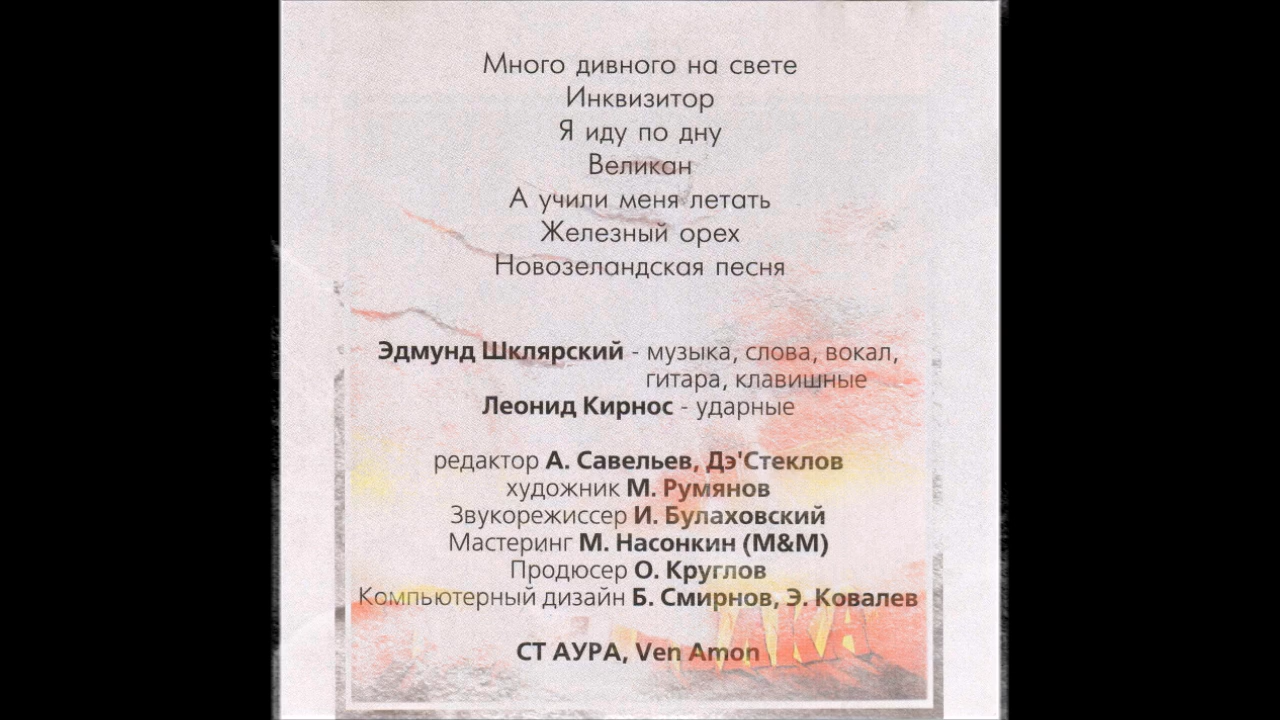 Много дивного на свете
Инквизитор
Я иду по дну
Великан
А учили меня летать
Железный орех
Новозеландская песня
Эдмунд Шклярский - музыка, слова, вокал,
гитара, клавишные
Леонид Кирнос - ударные
редактор А. Савельев, Дэ'Стеклов
художник М. Румянов
Звукорежиссер И. Булаховский
Мастеринг М. Насонкин (M&M)
Продюсер О. Круглов
Компьютерный дизайн Б. Смирнов, Э. Ковалев
СТ АУРА, Ven Amon